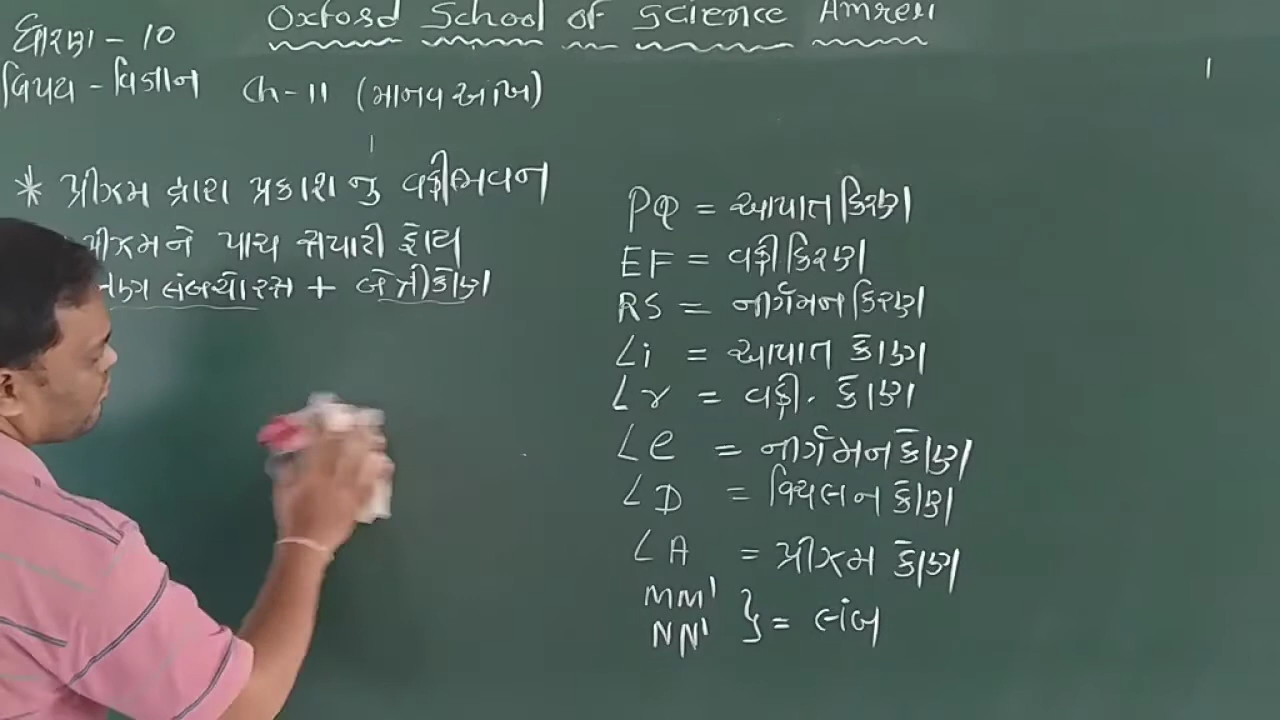 Oxford School of Science Amreli
ધોરણ - 10
વિષય - વિજ્ઞાન Ch-11 (માનવ આંખ)
* પ્રીઝમ દ્વારા પ્રકાશ નુ વક્રીભવન
પ્રીઝમને પાચ સપાટી હોય
લંબચોરસ + બે ત્રીકોણ
PQ = આપાત કિરણ
EF = વક્રી કિરણ
RS = નીર્ગમન કિરણ
∠i = આપાત કોણ
∠r = વક્રી. કોણ
∠e = નીર્ગમન કોણ
∠D = વિચલન કોણ
∠A = પ્રીઝમ કોણ
MM'
NN' } = લંબ